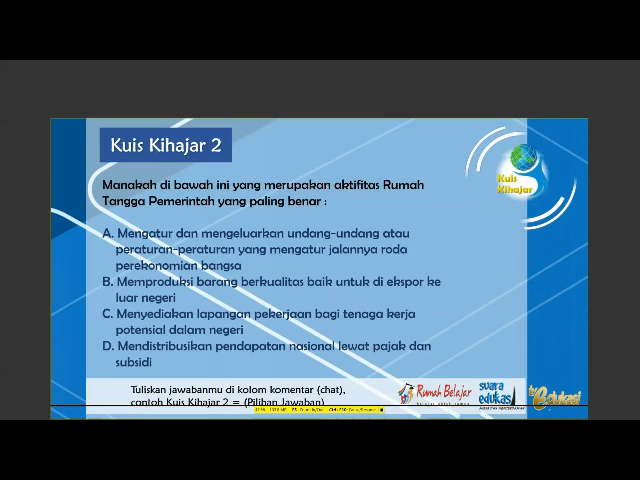 Kuis Kihajar 2
Kuis
Kihajar
Manakah di bawah ini yang merupakan aktifitas Rumah
Tangga Pemerintah yang paling benar :
A. Mengatur dan mengeluarkan undang-undang atau
peraturan-peraturan yang mengatur jalannya roda
perekonomian bangsa
B. Memproduksi barang berkualitas baik untuk di ekspor ke
luar negeri
C. Menyediakan lapangan pekerjaan bagi tenaga kerja
potensial dalam negeri
D. Mendistribusikan pendapatan nasional lewat pajak dan
subsidi
Tuliskan jawabanmu di kolom komentar (chat),
contoh Kuis Kihajar 2 = (Pilihan Jawaban)
Rumah Belajar
suara
edukasi
tv Edukasi